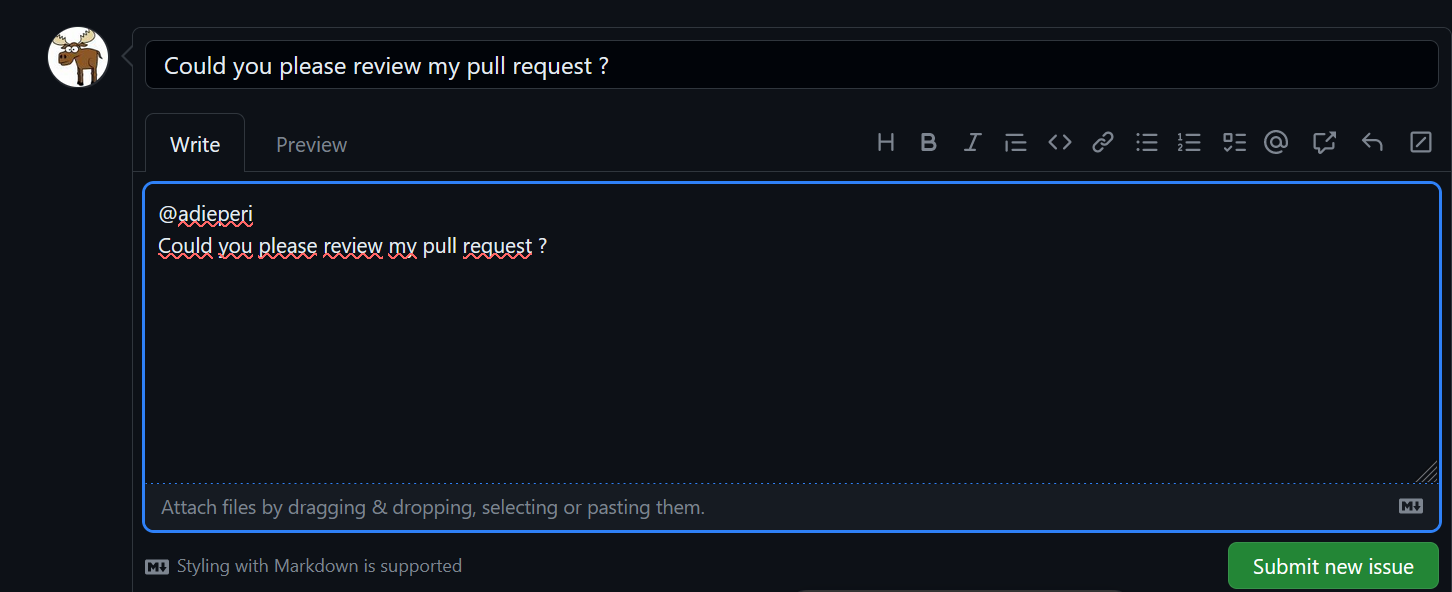 Could you please review my pull request ?
Write
Preview
@adieperi
Could you please review my pull request ?
Attach files by dragging & dropping, selecting or pasting them.
Styling with Markdown is supported
Submit new issue